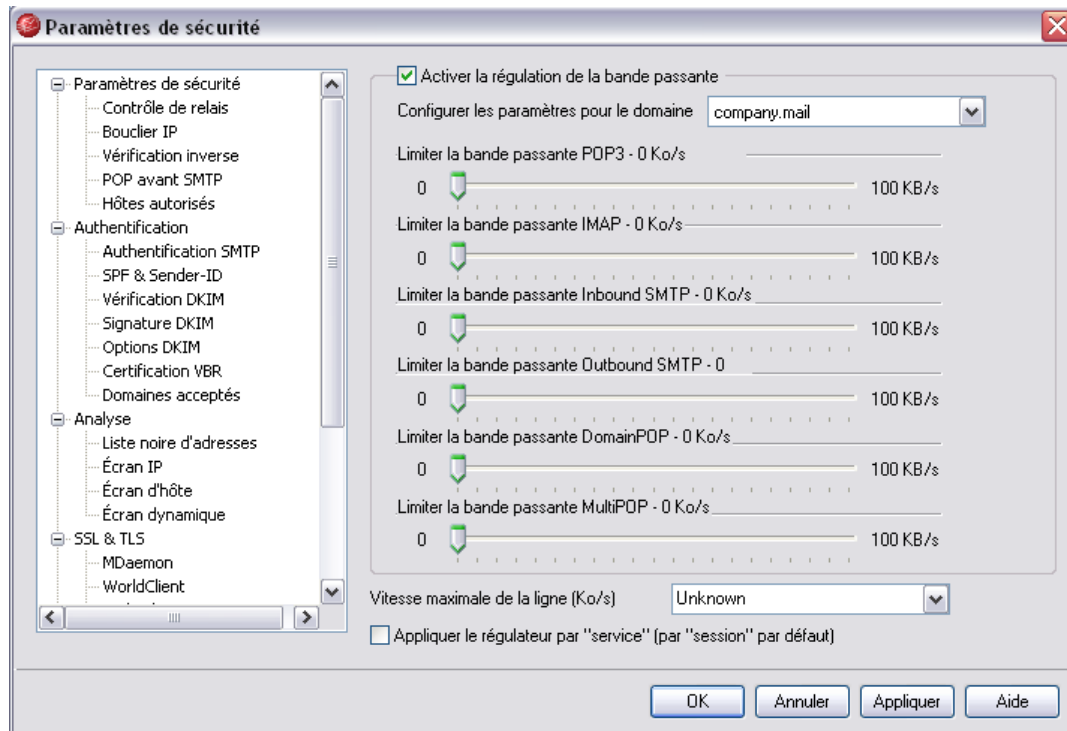 Paramètres de sécurité
Paramètres de sécurité
Contrôle de relais
Bouclier IP
Vérification inverse
POP avant SMTP
Hôtes autorisés
Authentification
Authentification SMTP
SPF & Sender-ID
Vérification DKIM
Signature DKIM
Options DKIM
Certification VBR
Domaines acceptés
Analyse
Liste noire d'adresses
Écran IP
Écran d'hôte
Écran dynamique
SSL & TLS
MDaemon
WorldClient
Activer la régulation de la bande passante
Configurer les paramètres pour le domaine company.mail
Limiter la bande passante POP3 - 0 Ko/s
0 100 KB/s
Limiter la bande passante IMAP - 0 Ko/s
0 100 KB/s
Limiter la bande passante Inbound SMTP - 0 Ko/s
0 100 KB/s
Limiter la bande passante Outbound SMTP - 0
0 100 KB/s
Limiter la bande passante DomainPOP - 0 Ko/s
0 100 KB/s
Limiter la bande passante MultiPOP - 0 Ko/s
0 100 KB/s
Vitesse maximale de la ligne (Ko/s) Unknown
Appliquer le régulateur par "service" (par "session" par défaut)
OK Annuler Appliquer Aide